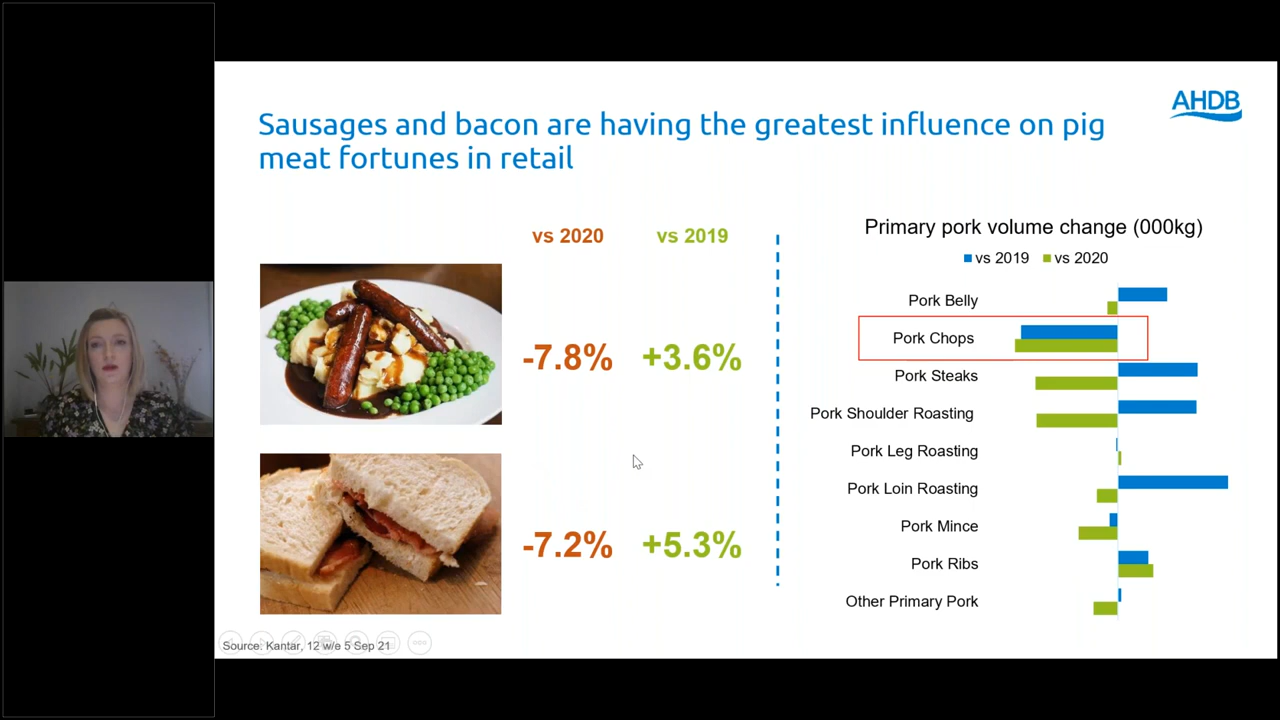 AHDB
Sausages and bacon are having the greatest influence on pig
meat fortunes in retail
vs 2020
vs 2019
-7.8%
+3.6%
-7.2%
+5.3%
Primary pork volume change (000kg)
vs 2019
vs 2020
Pork Belly
Pork Chops
Pork Steaks
Pork Shoulder Roasting
Pork Leg Roasting
Pork Loin Roasting
Pork Mince
Pork Ribs
Other Primary Pork
Source: Kantar, 12 w/e 5 Sep 21